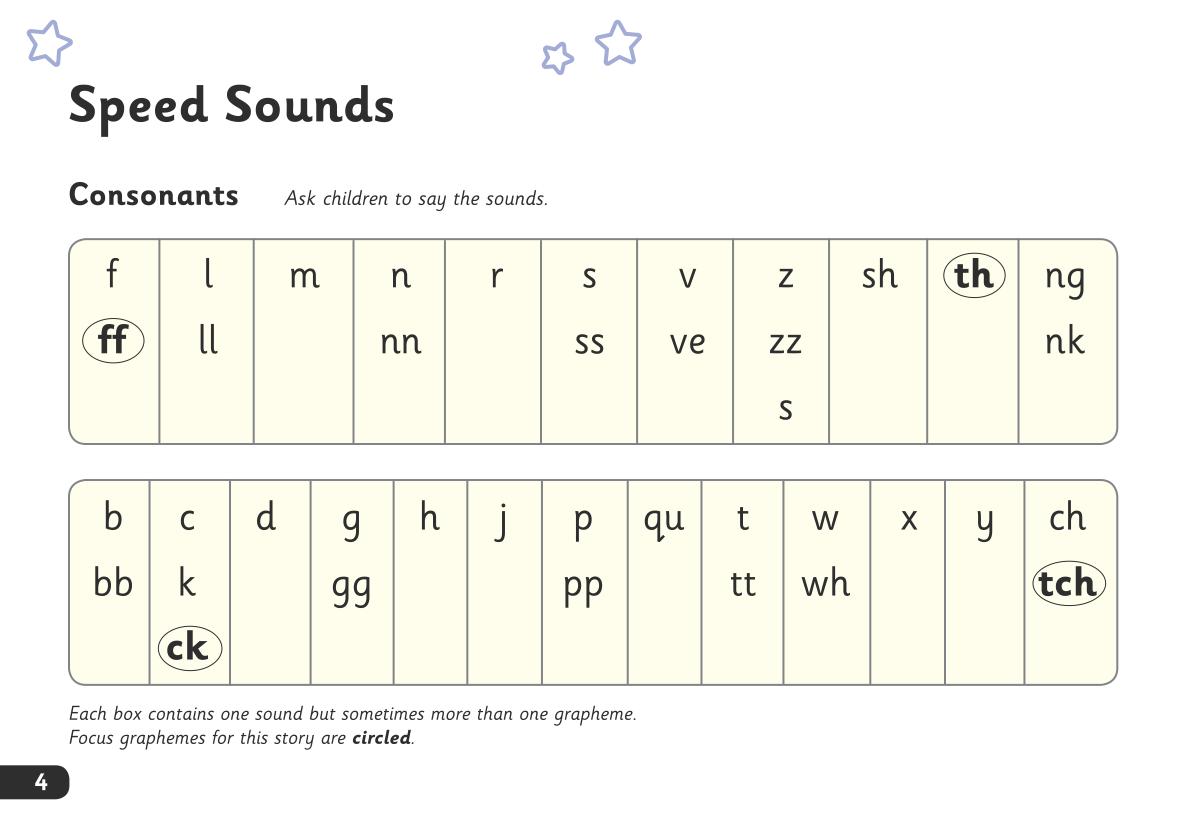 Speed Sounds
Consonants Ask children to say the sounds.
f l m n r s v z sh th ng
ff ll nn ss ve zz nk
s
b c d g h j p qu t w x y ch
bb k gg pp tt wh tch
ck
Each box contains one sound but sometimes more than one grapheme.
Focus graphemes for this story are circled.
4